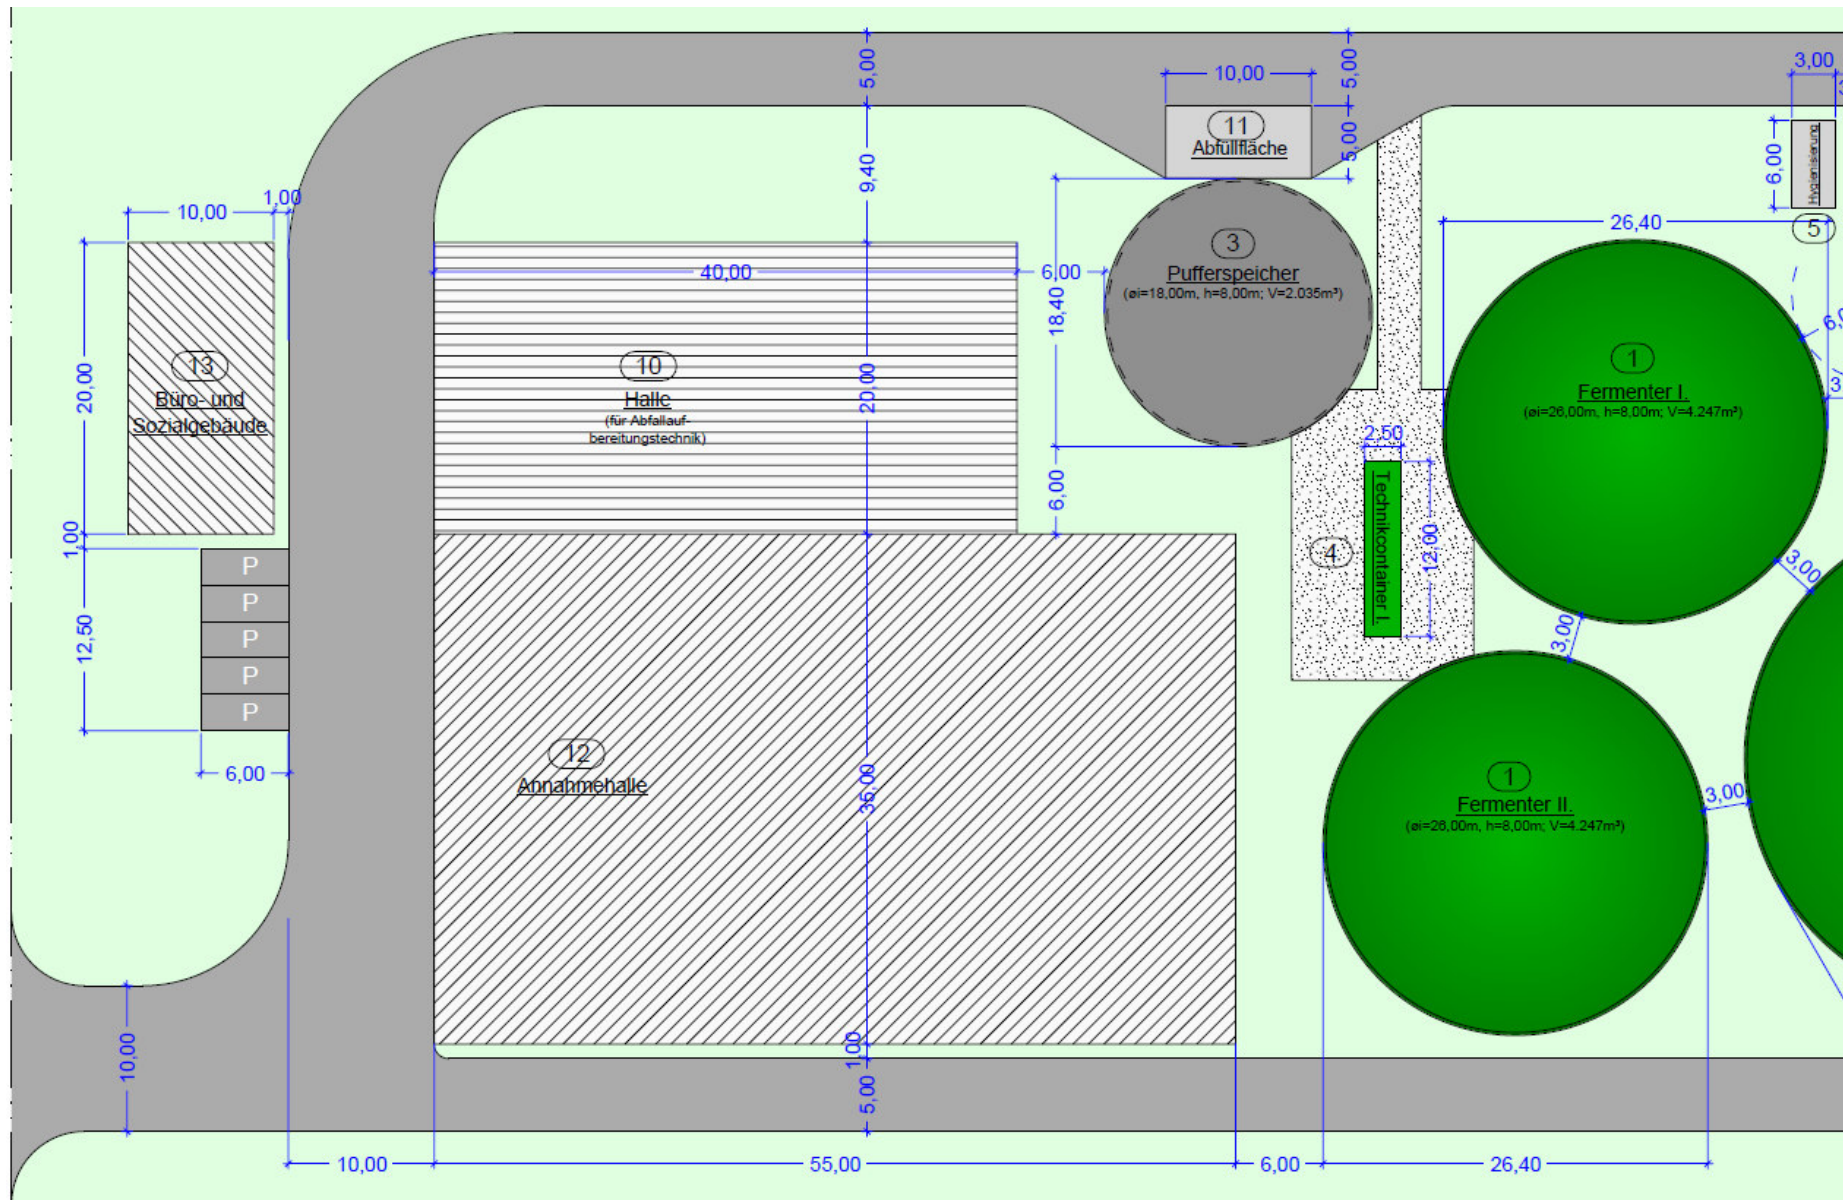 5,00
10,00
5,00
3,00
11
Abfüllfläche
5,00
6,00
Hygienisierung
5
9,40
10,00
1,00
40,00
6,00
18,40
3
Pufferspeicher
(øi=18,00m, h=8,00m; V=2.035m³)
26,40
20,00
13
Büro- und
Sozialgebäude
10
Halle
(für Abfallauf-
bereitungstechnik)
20,00
1
Fermenter I.
(øi=26,00m, h=8,00m; V=4.247m³)
2,50
6,00
4
Technikcontainer I.
12,00
3,00
3,00
1,00
12,50
P
P
P
P
P
6,00
12
Annahmehalle
35,00
1
Fermenter II.
(øi=26,00m, h=8,00m; V=4.247m³)
3,00
10,00
1,00
5,00
10,00
55,00
6,00
26,40